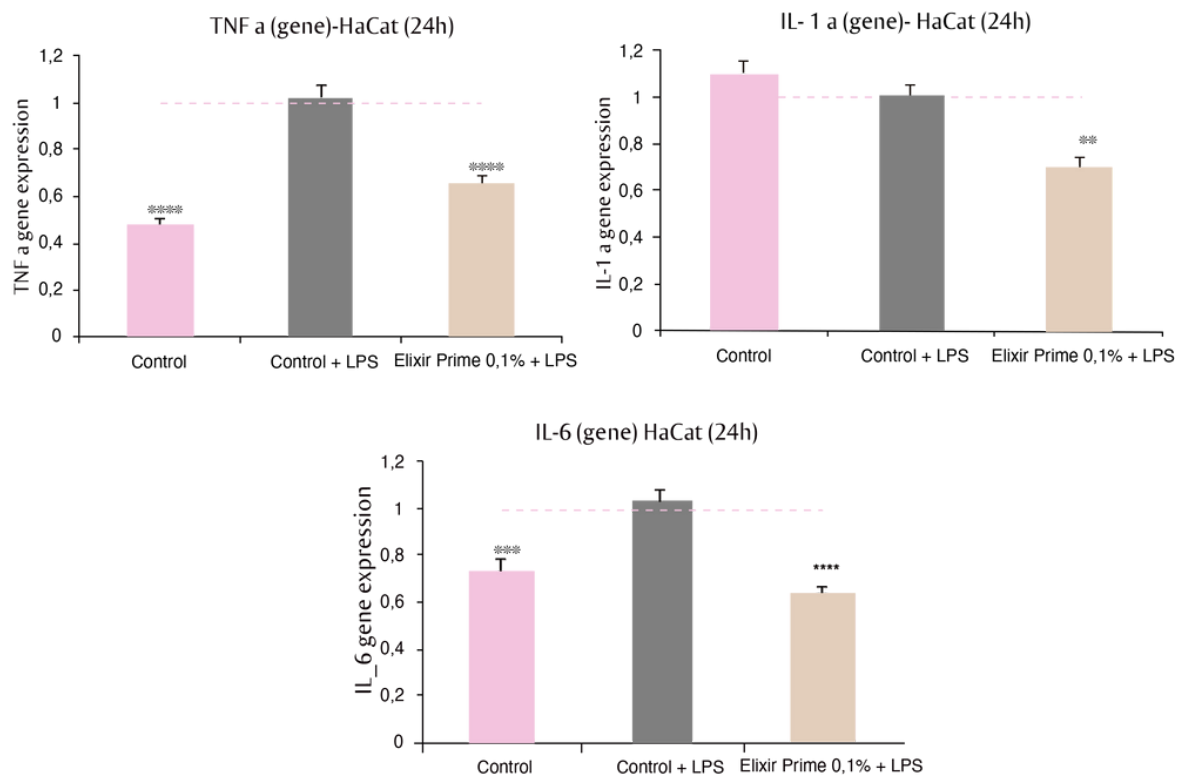 TNF a (gene)-HaCat (24h)
TNF a gene expression
1,2
1
0,8
0,6
0,4
0,2
0
****
****
Control
Control + LPS
Elixir Prime 0,1% + LPS
IL- 1 a (gene)- HaCat (24h)
IL-1 a gene expression
1,2
1
0,8
0,6
0,4
0,2
0
**
Control
Control + LPS
Elixir Prime 0,1% + LPS
IL-6 (gene) HaCat (24h)
IL_6 gene expression
1,2
1
0,8
0,6
0,4
0,2
0
***
****
Control
Control + LPS
Elixir Prime 0,1% + LPS